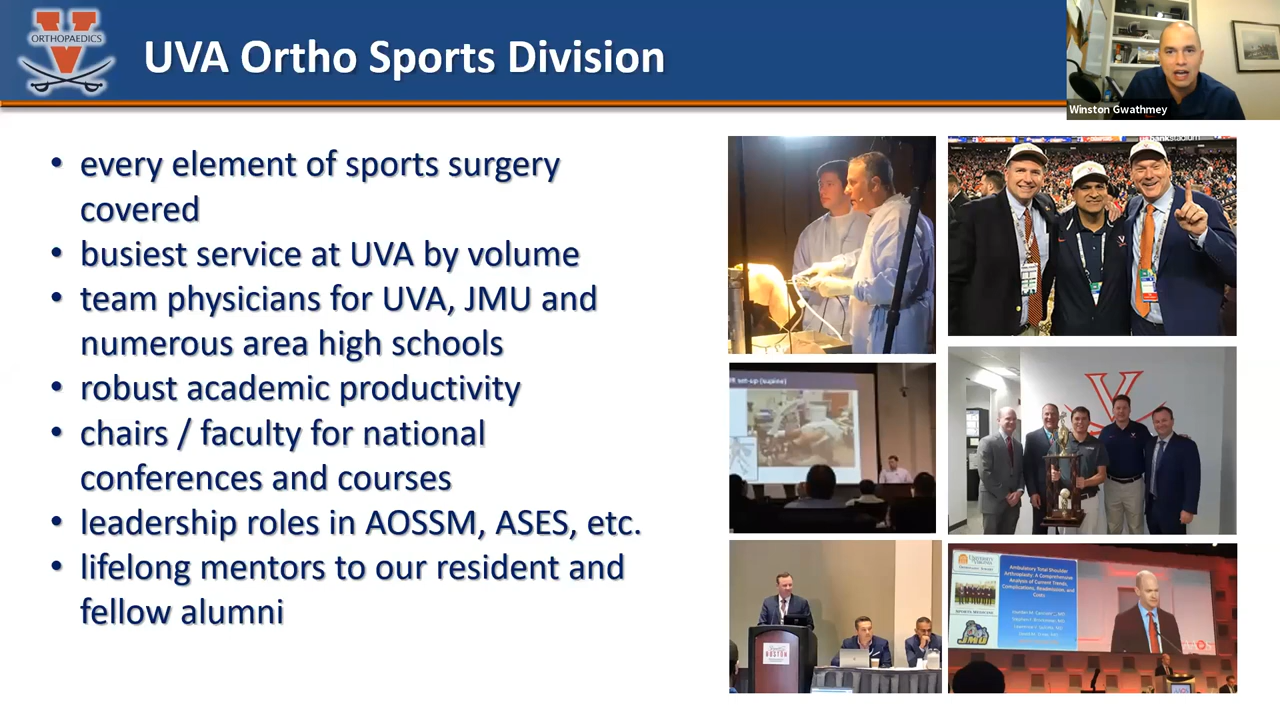 ORTHOPAEDICS
UVA Ortho Sports Division
Winston Gwathmey
• every element of sports surgery
covered
• busiest service at UVA by volume
• team physicians for UVA, JMU and
numerous area high schools
• robust academic productivity
• chairs / faculty for national
conferences and courses
• leadership roles in AOSSM, ASES, etc.
• lifelong mentors to our resident and
fellow alumni
set-up (supine)
BOSTON
Ambulatory Total Shoulder
Arthroplasty: A Comprehensive
Analysis of Current Trends,
Complications, Readmission, and
Costs
JMU